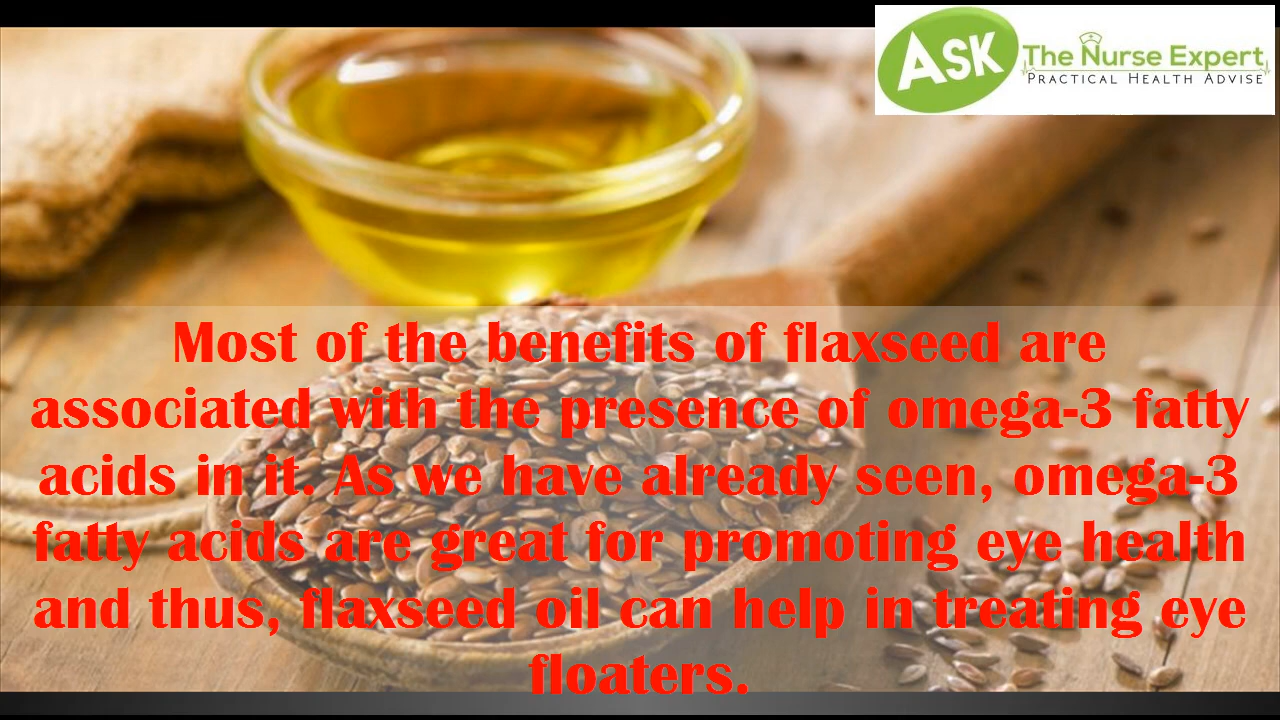 ASK The Nurse Expert
PRACTICAL HEALTH ADVISE
Most of the benefits of flaxseed are
associated with the presence of omega-3 fatty
acids in it. As we have already seen, omega-3
fatty acids are great for promoting eye health
and thus, flaxseed oil can help in treating eye
floaters.